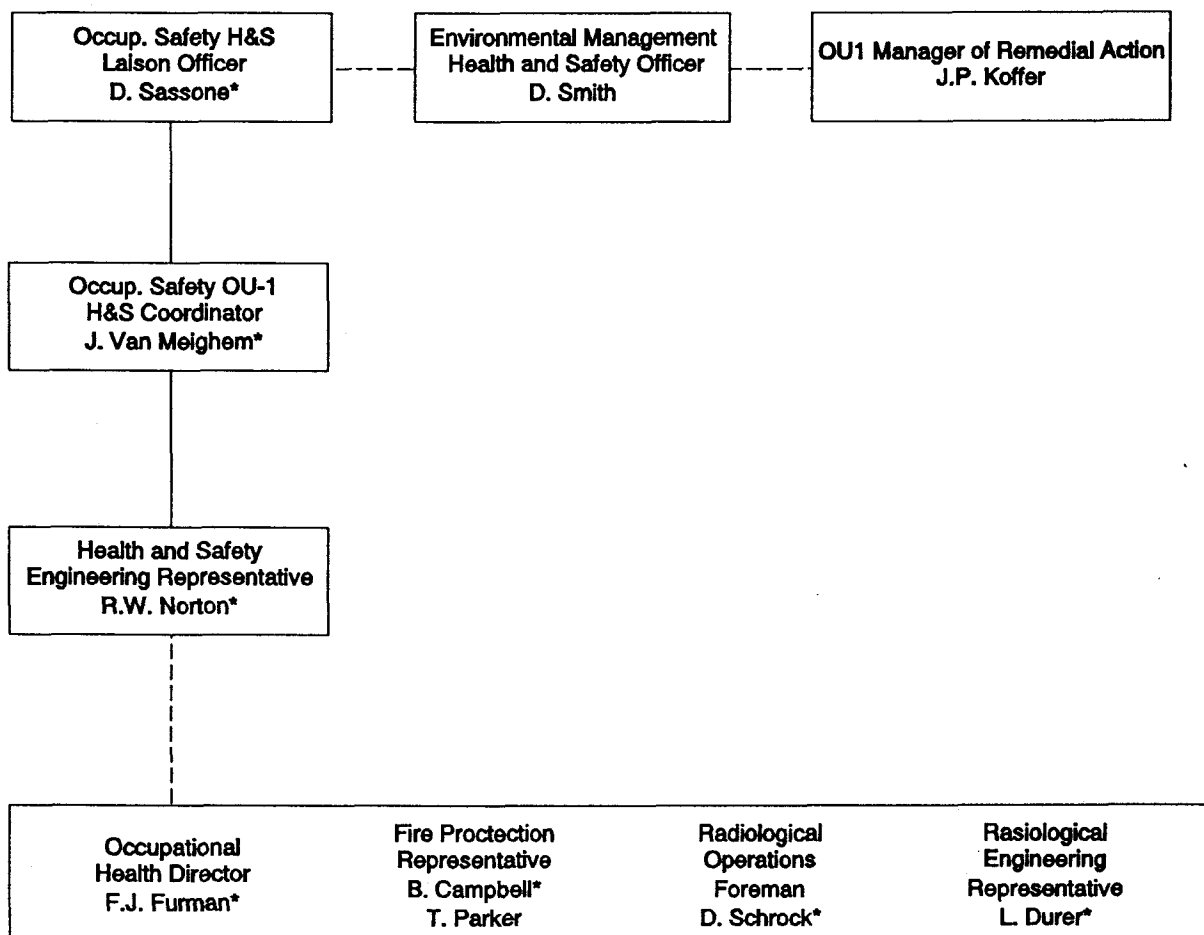 Occup. Safety H&S
Laison Officer
D. Sassone*
Environmental Management
Health and Safety Officer
D. Smith
OU1 Manager of Remedial Action
J.P. Koffer
Occup. Safety OU-1
H&S Coordinator
J. Van Meighem*
Health and Safety
Engineering Representative
R.W. Norton*
Occupational
Health Director
F.J. Furman*
Fire Proctection
Representative
B. Campbell*
T. Parker
Radiological
Operations
Foreman
D. Schrock*
Rasiological
Engineering
Representative
L. Durer*